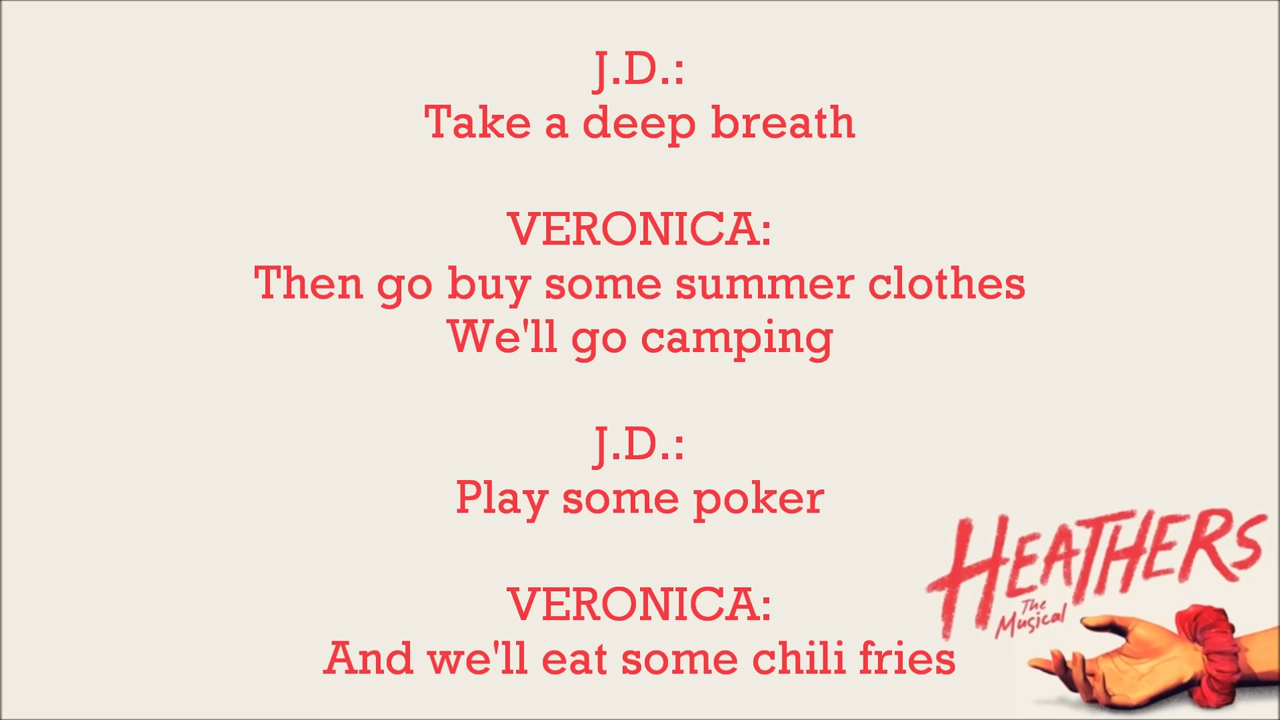 J.D.:
Take a deep breath
VERONICA:
Then go buy some summer clothes
We'll go camping
J.D.:
Play some poker
VERONICA:
And we'll eat some chili fries
HEATHERS
The
Musical